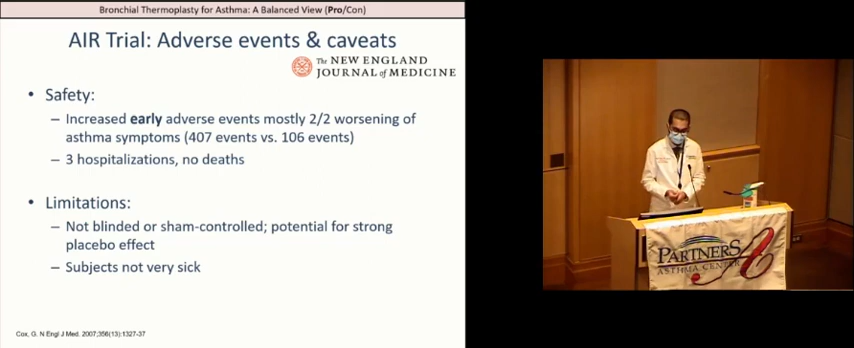 Bronchial Thermoplasty for Asthma: A Balanced View (Pro/Con)
AIR Trial: Adverse events & caveats
The NEW ENGLAND
JOURNAL of MEDICINE
• Safety:
– Increased early adverse events mostly 2/2 worsening of
asthma symptoms (407 events vs. 106 events)
– 3 hospitalizations, no deaths
• Limitations:
– Not blinded or sham-controlled; potential for strong
placebo effect
– Subjects not very sick
Cox, G. N Engl J Med. 2007;356(13):1327-37
PARTNERS
ASTHMA CENTER